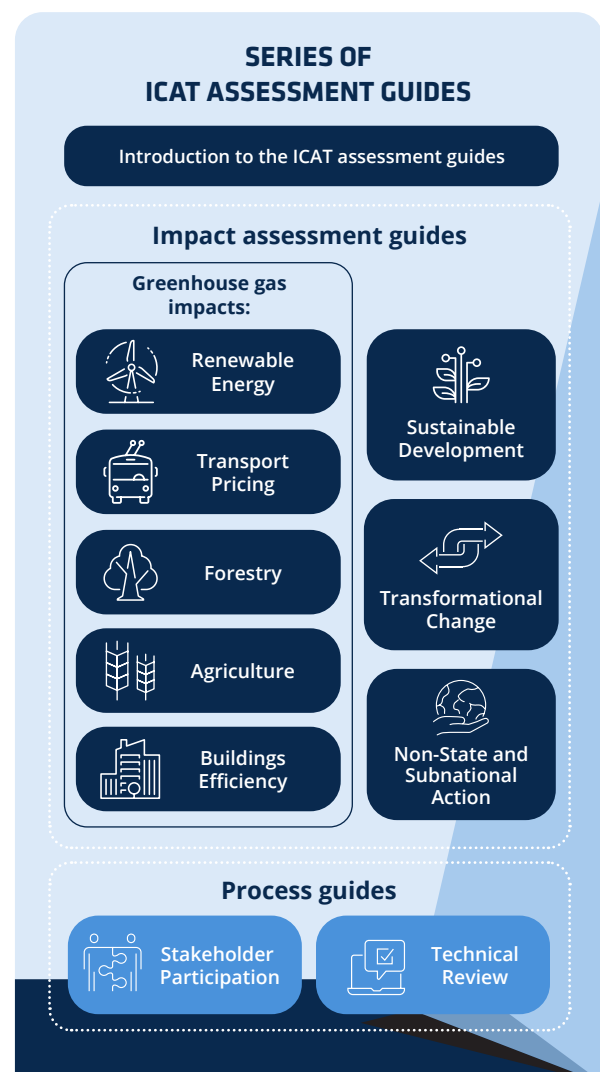 SERIES OF
ICAT ASSESSMENT GUIDES
Introduction to the ICAT assessment guides
Impact assessment guides
Greenhouse gas
impacts:
Renewable
Energy
Transport
Pricing
Forestry
Agriculture
Buildings
Efficiency
Sustainable
Development
Transformational
Change
Non-State and
Subnational
Action
Process guides
Stakeholder
Participation
Technical
Review